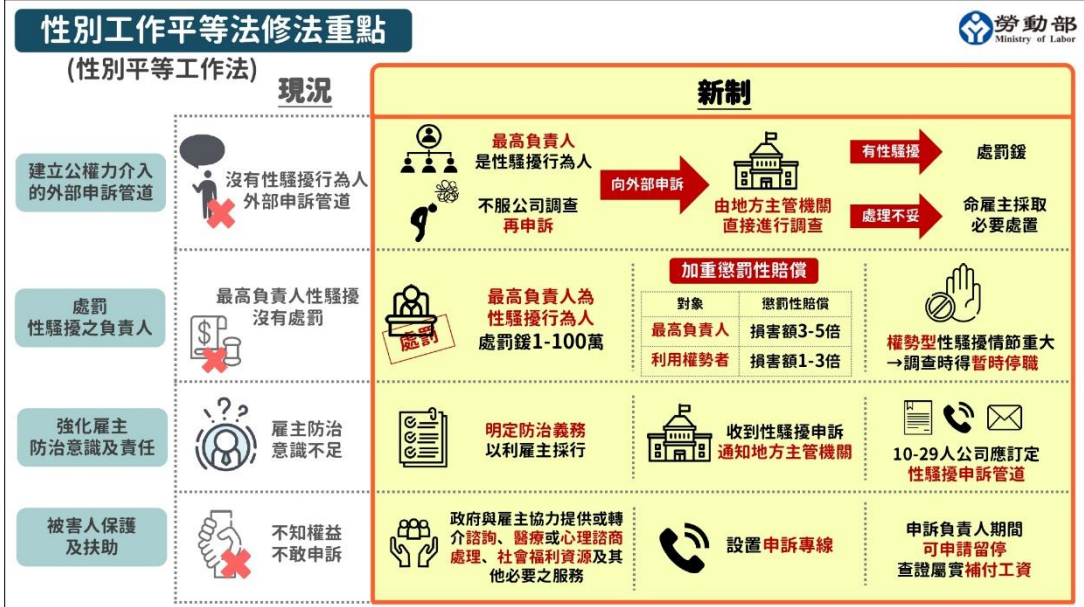 性別工作平等法修法重點
(性別平等工作法)
勞動部
Ministry of Labor
現況
新制
建立公權力介入
的外部申訴管道
沒有性騷擾行為人
外部申訴管道
最高負責人
是性騷擾行為人
不服公司調查
再申訴
向外部申訴
由地方主管機關
直接進行調查
有性騷擾
處罰鍰
處理不妥
命雇主採取
必要處置
處罰
性騷擾之負責人
最高負責人性騷擾
沒有處罰
處罰
最高負責人為
性騷擾行為人
處罰鍰1-100萬
加重懲罰性賠償
對象
懲罰性賠償
最高負責人
損害額3-5倍
利用權勢者
損害額1-3倍
權勢型性騷擾情節重大
→調查時得暫時停職
強化雇主
防治意識及責任
雇主防治
意識不足
明定防治義務
以利雇主採行
收到性騷擾申訴
通知地方主管機關
10-29人公司應訂定
性騷擾申訴管道
被害人保護
及扶助
不知權益
不敢申訴
政府與雇主協力提供或轉
介諮詢、醫療或心理諮商
處理、社會福利資源及其
他必要之服務
設置申訴專線
申訴負責人期間
可申請留停
查證屬實補付工資